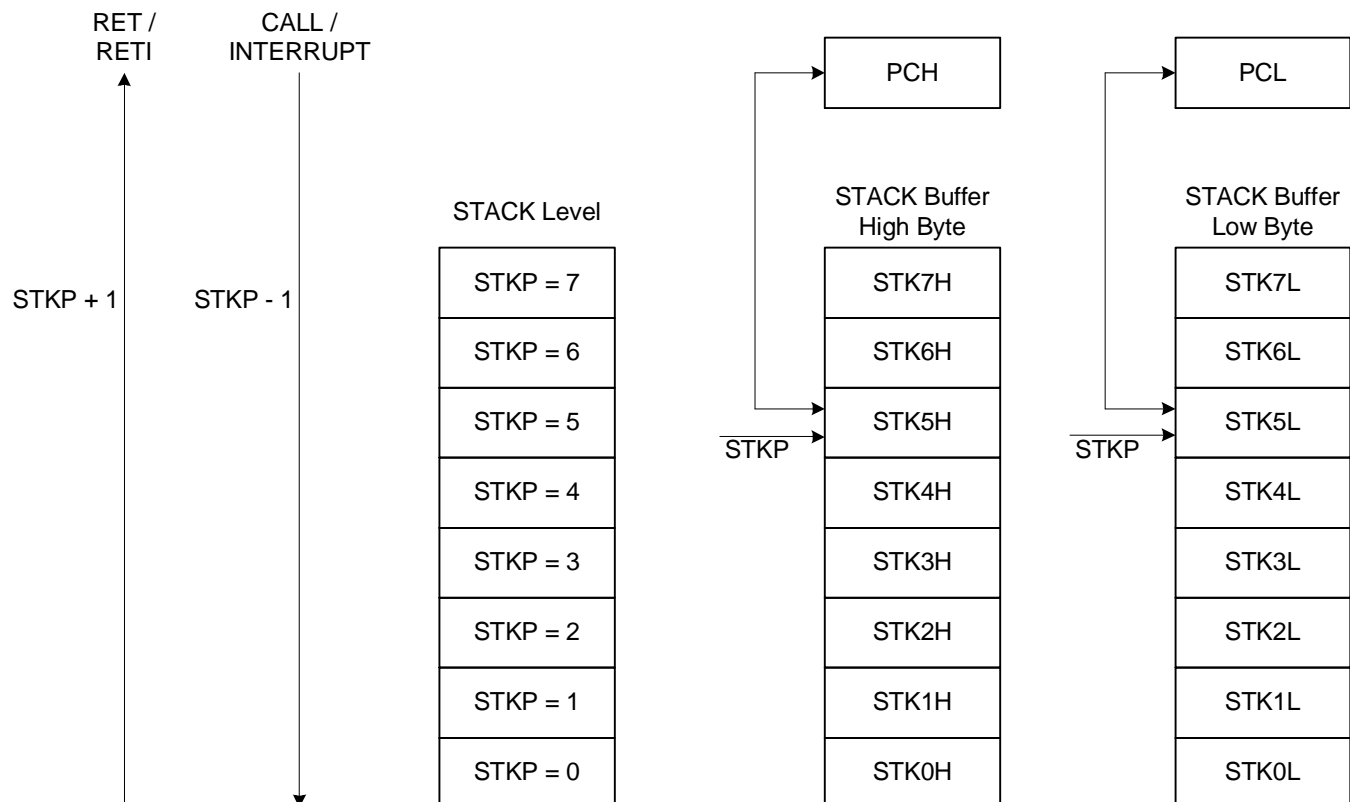 RET /
RETI
CALL /
INTERRUPT
PCH
PCL
STACK Level
STACK Buffer
High Byte
STACK Buffer
Low Byte
STKP + 1
STKP - 1
STKP = 7
STK7H
STK7L
STKP = 6
STK6H
STK6L
STKP = 5
STK5H
STK5L
STKP
STKP
STKP = 4
STK4H
STK4L
STKP = 3
STK3H
STK3L
STKP = 2
STK2H
STK2L
STKP = 1
STK1H
STK1L
STKP = 0
STK0H
STK0L